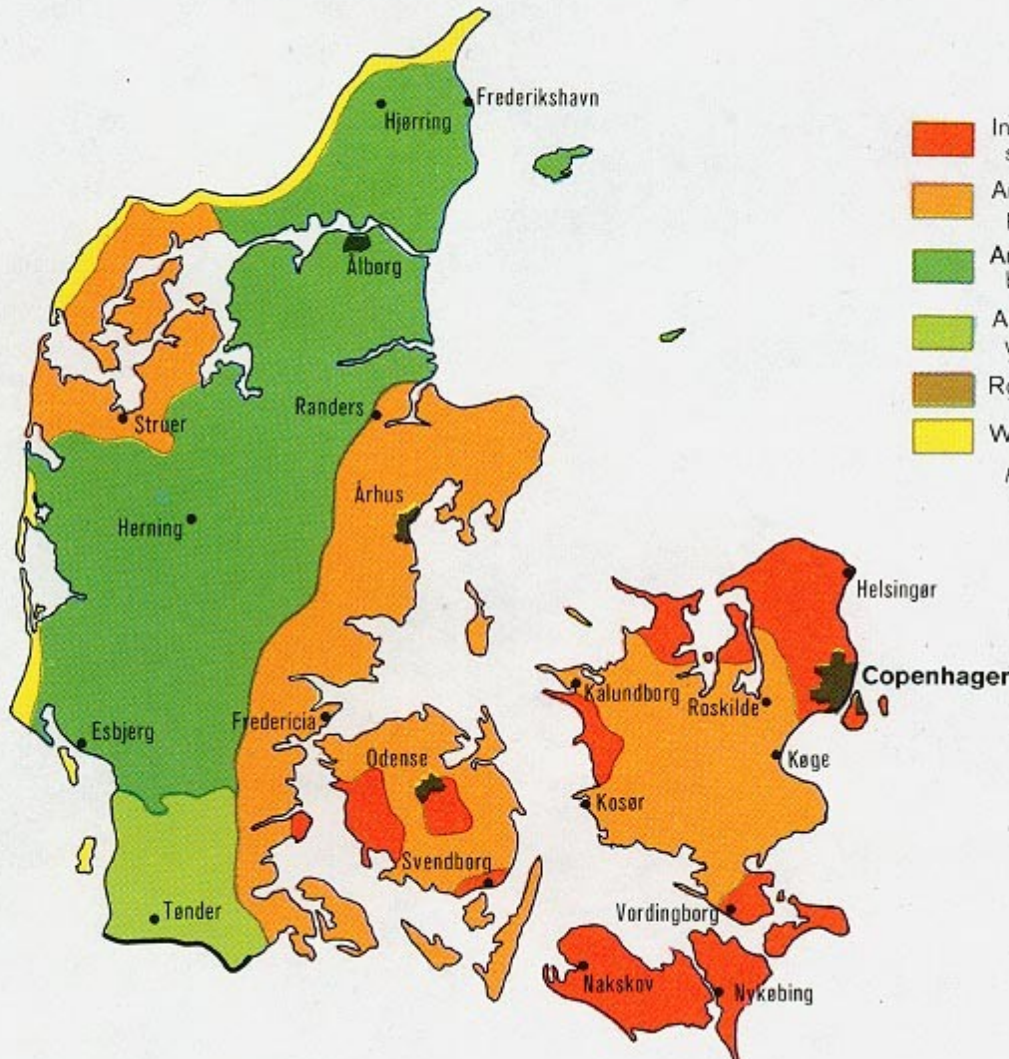 Frederikshavn
Hjørring
Ålborg
Randers
Struer
Århus
Herning
Helsingør
Copenhagen
Kalundborg
Roskilde
Fredericia
Esbjerg
Odense
Køge
Kosør
Svendborg
Vordingborg
Tønder
Nakskov
Nykøbing